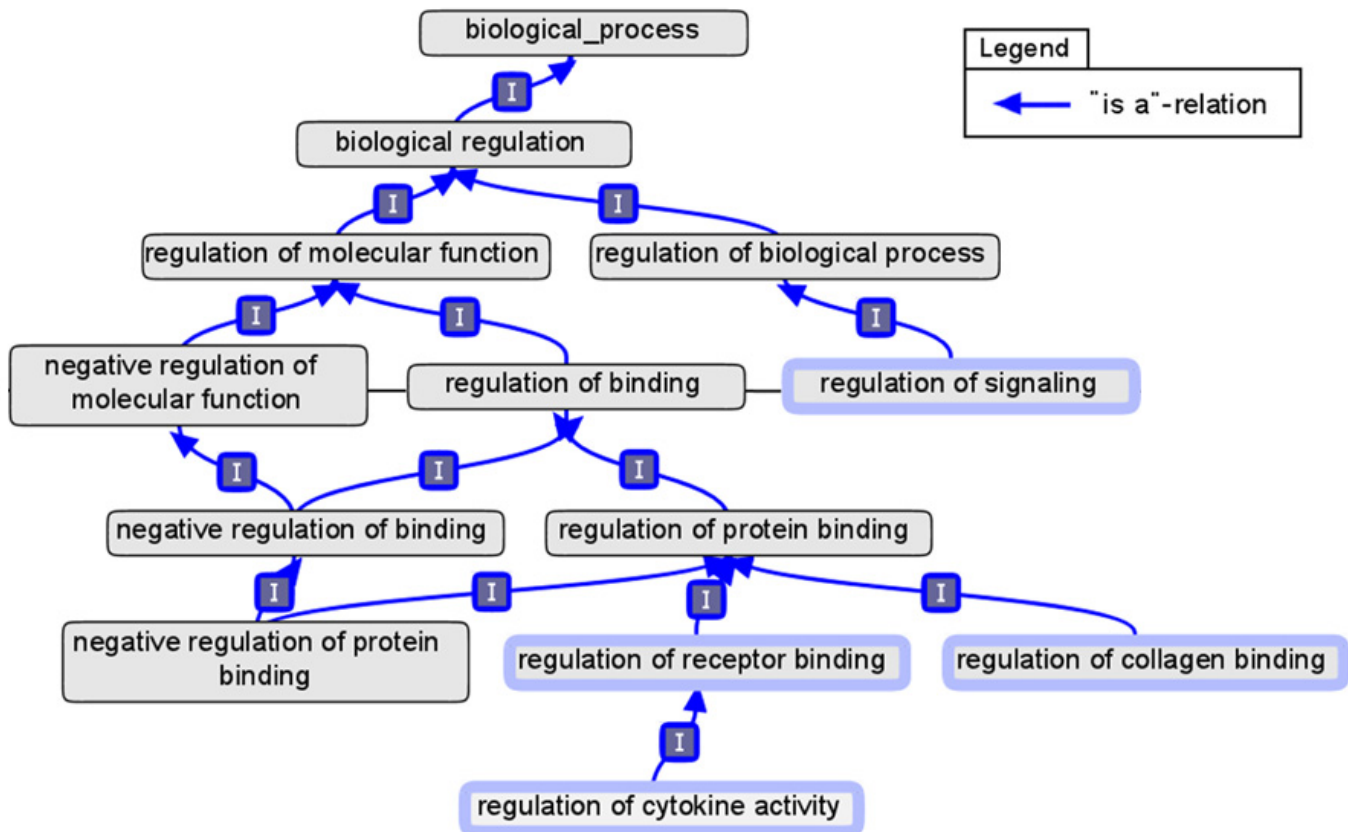 biological_process
Legend
"is a"-relation
I
biological regulation
I
I
regulation of molecular function
regulation of biological process
I
I
I
negative regulation of
molecular function
regulation of binding
regulation of signaling
I
I
I
negative regulation of binding
regulation of protein binding
I
I
I
I
negative regulation of protein
binding
regulation of receptor binding
regulation of collagen binding
I
regulation of cytokine activity